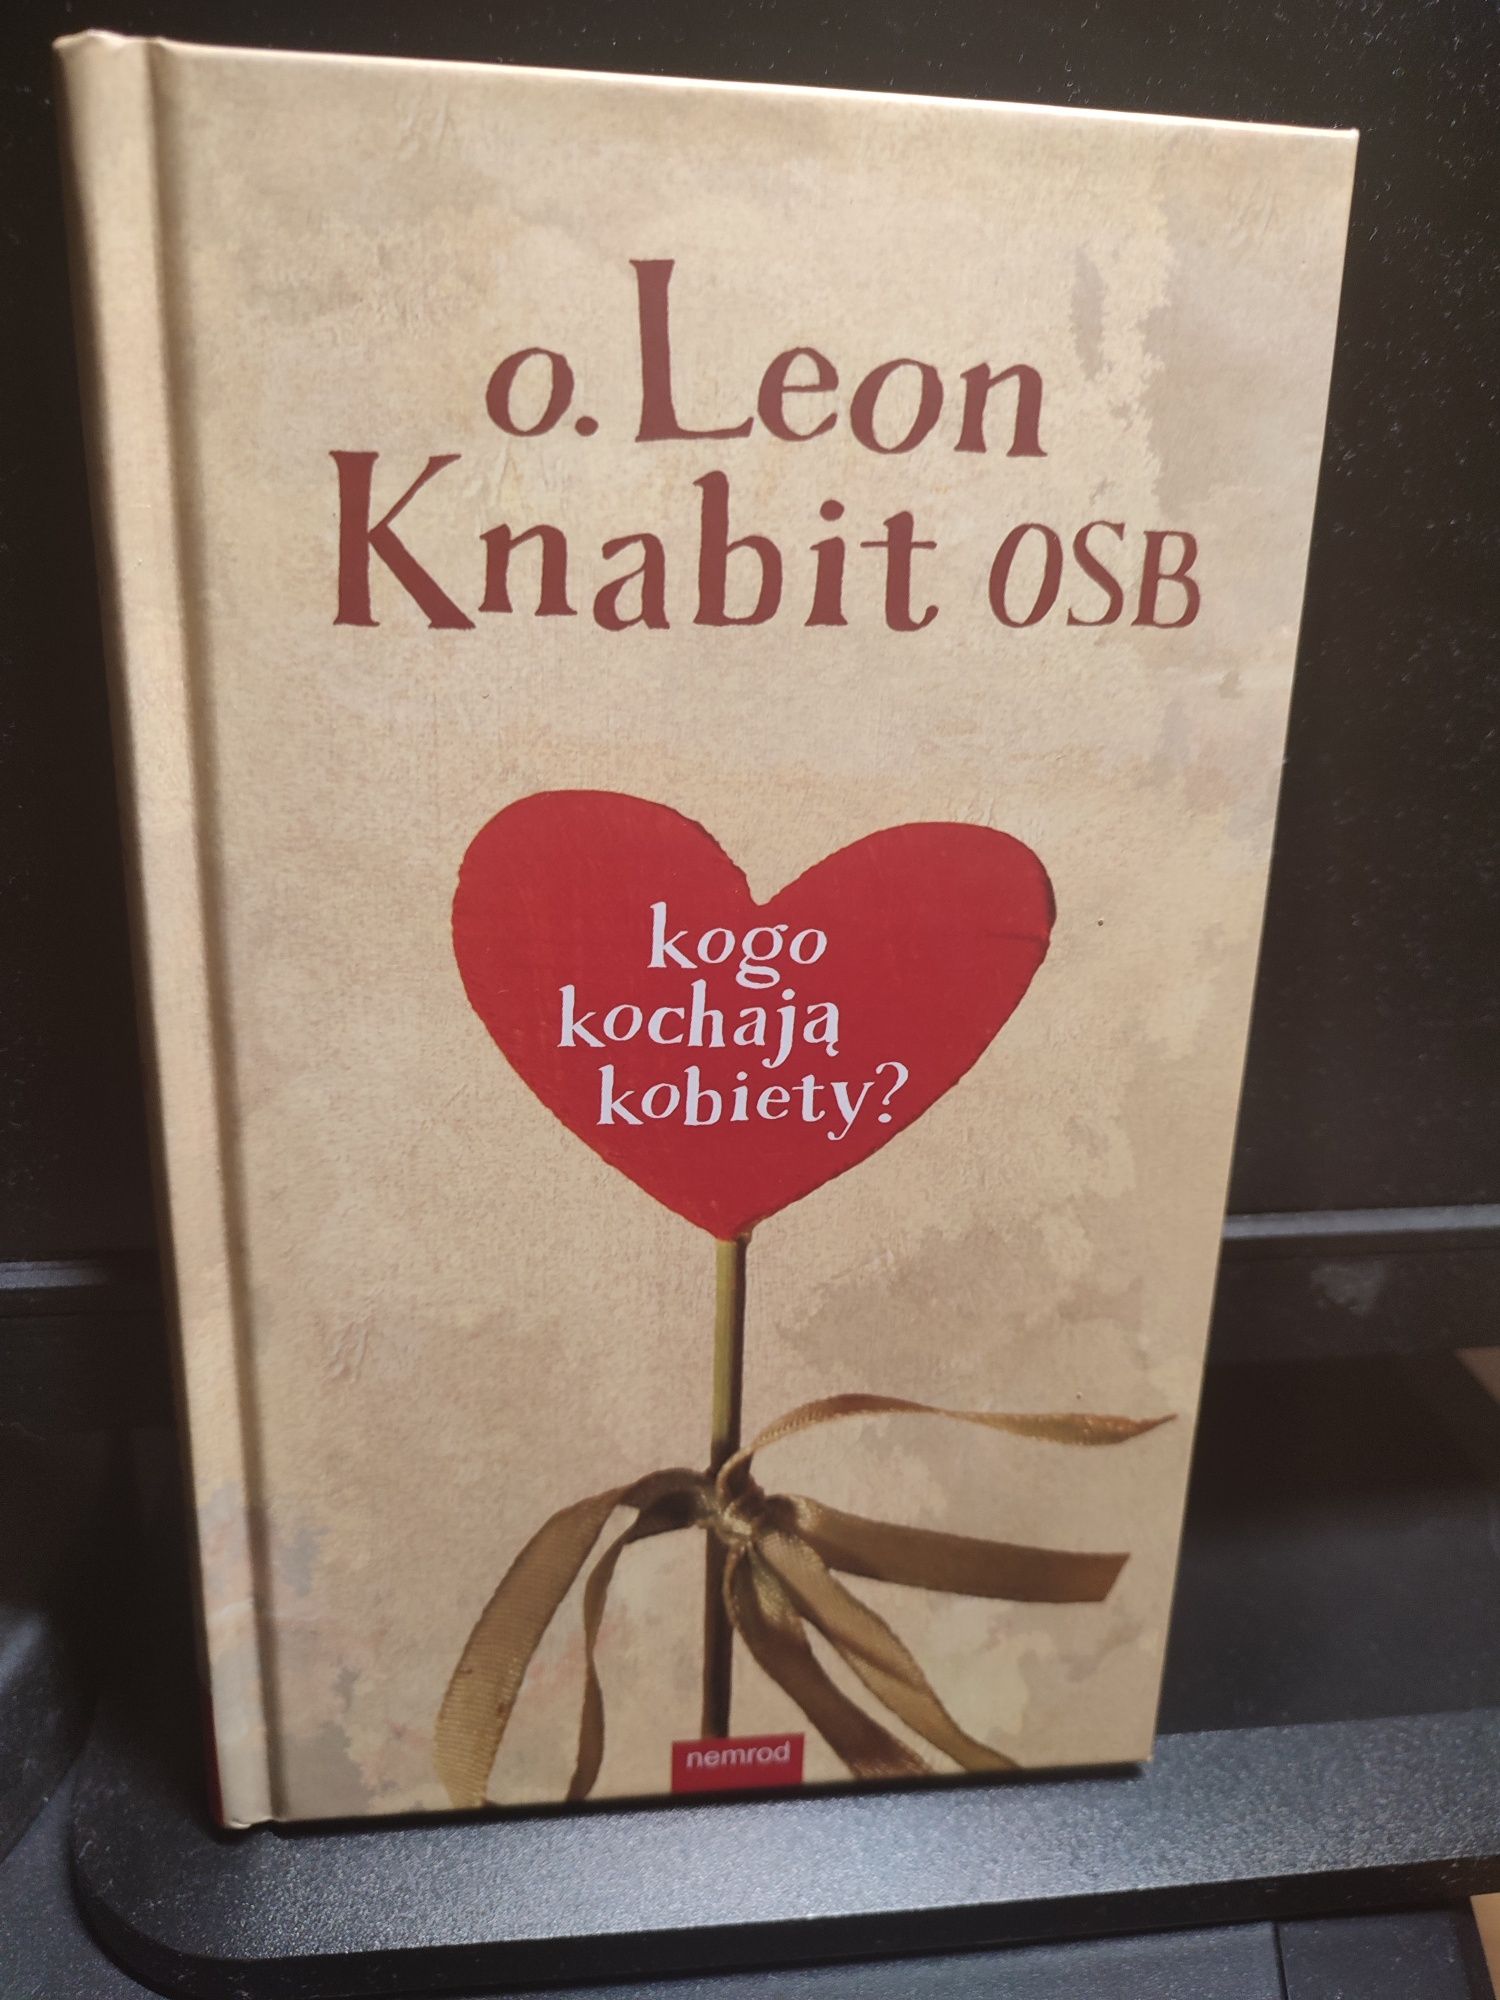 o. Leon
Knabit OSB
kogo
kochają
kobiety?
nemrod